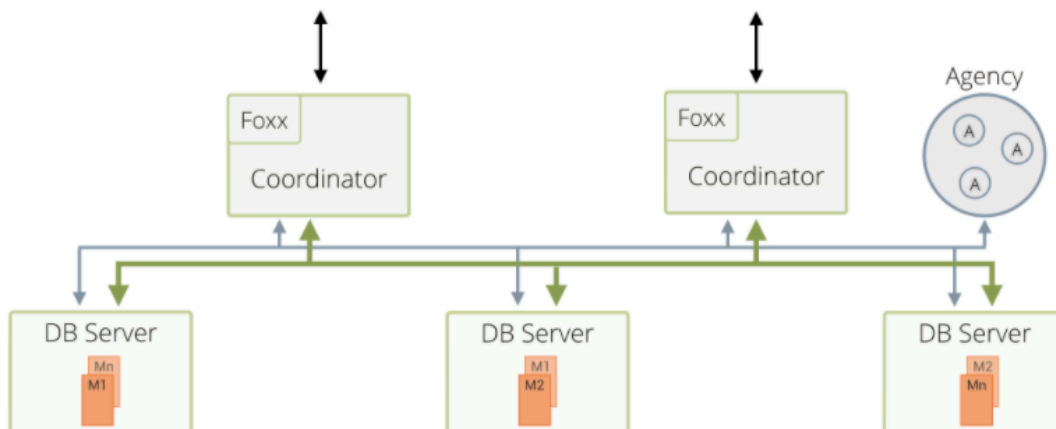 Agency
Foxx
Coordinator
Foxx
Coordinator
A
A
A
DB Server
Mn
M1
DB Server
M1
M2
DB Server
M2
Mn